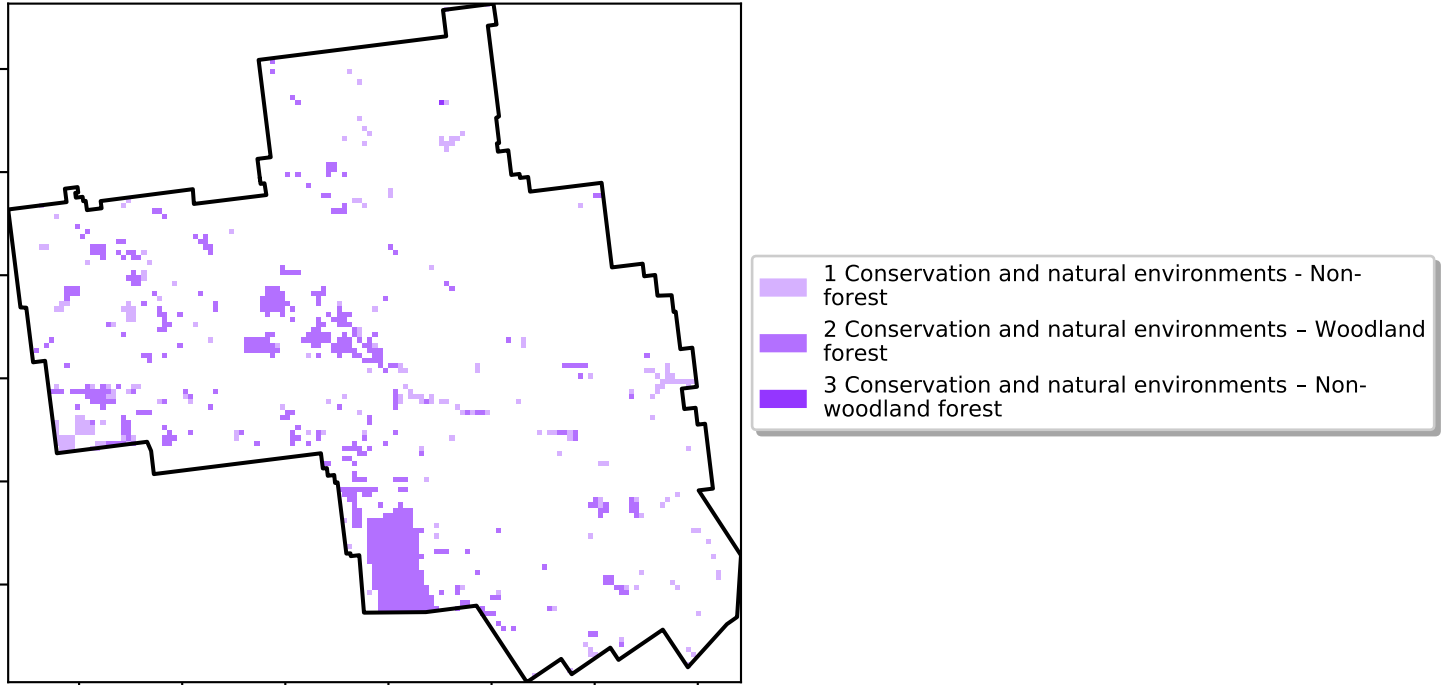 1 Conservation and natural environments - Non-
forest
2 Conservation and natural environments – Woodland
forest
3 Conservation and natural environments – Non-
woodland forest